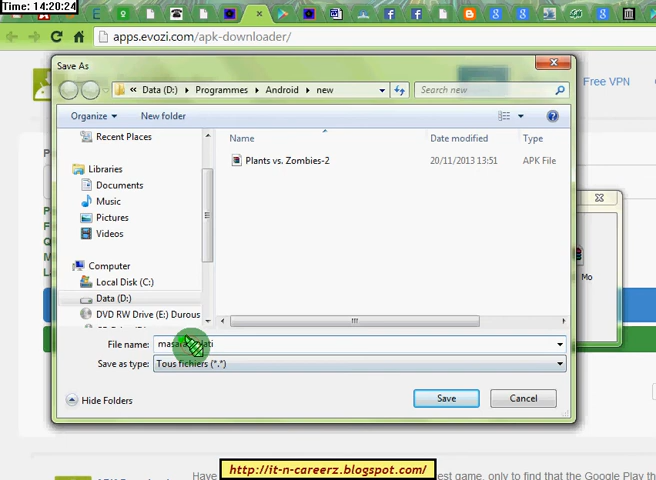 Time: 14:20:24
apps.evozi.com/apk-downloader/
Save As
Data (D:) Programmes Android new
Search new
Free VPN
Organize New folder
Recent Places
Libraries
Documents
Music
Pictures
Videos
Computer
Local Disk (C:)
Data (D:)
DVD RW Drive (E:) Durous
Name Date modified Type
Plants vs. Zombies-2 20/11/2013 13:51 APK File
Mo
File name:
Save as type: Tous fichiers (*.*)
Hide Folders
Save Cancel
http://it-n-careerz.blogspot.com/
Have
est game, only to find that the Google Play th